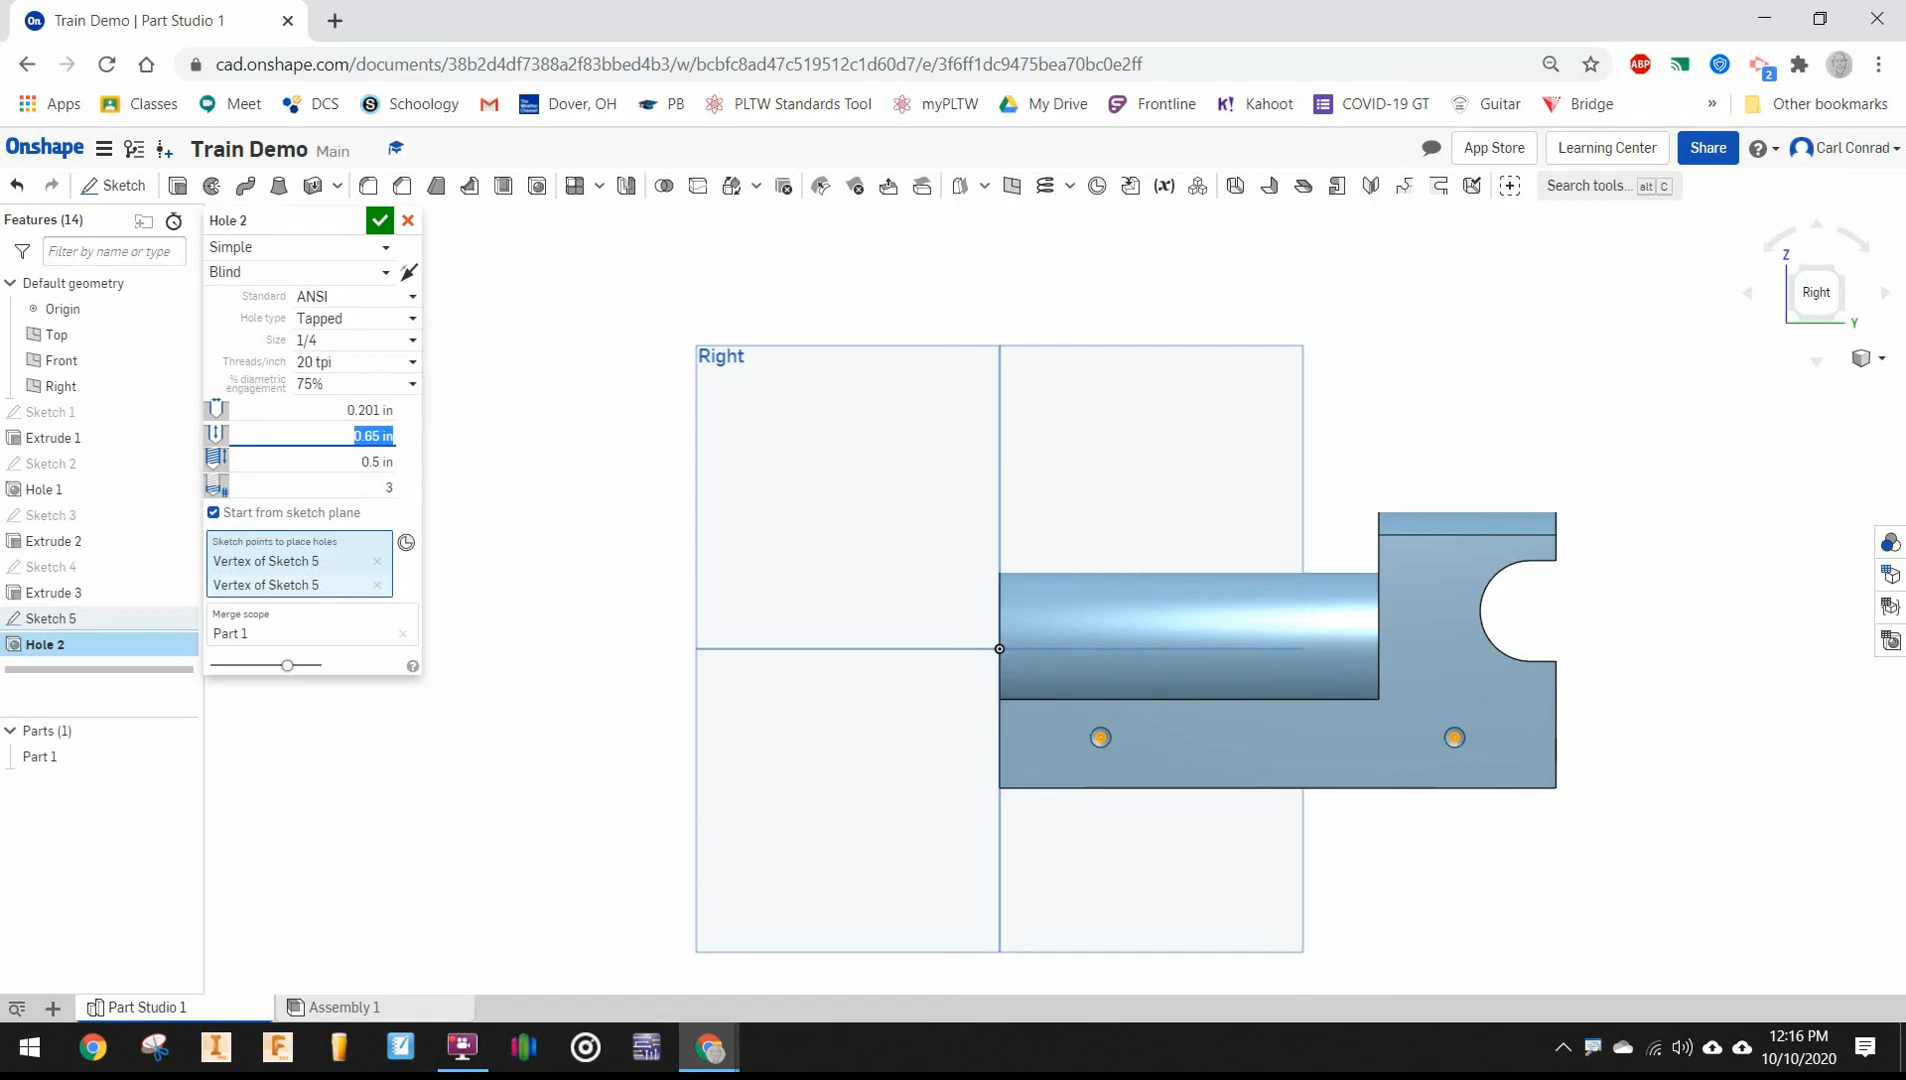 On Train Demo | Part Studio 1
cad.onshape.com/documents/38b2d4df7388a2f83bbed4b3/w/bcbfc8ad47c519512c1d60d7/e/3f6ff1dc9475bea70bc0e2ff
ABP
2
Apps Classes Meet DCS Schoology Dover, OH PB PLTW Standards Tool myPLTW My Drive Frontline Kahoot COVID-19 GT Guitar Bridge » Other bookmarks
Onshape Train Demo Main App Store Learning Center Share Carl Conrad
Sketch Search tools... alt C
Features (14)
Filter by name or type
Default geometry
Origin
Top
Front
Right
Sketch 1
Extrude 1
Sketch 2
Hole 1
Sketch 3
Extrude 2
Sketch 4
Extrude 3
Sketch 5
Hole 2
Parts (1)
Part 1
Hole 2
Simple
Blind
Standard ANSI
Hole type Tapped
Size 1/4
Threads/inch 20 tpi
% diametric engagement 75%
0.201 in
0.65 in
0.5 in
3
Start from sketch plane
Sketch points to place holes
Vertex of Sketch 5
Vertex of Sketch 5
Merge scope
Part 1
Right
Z
Right
Y
Part Studio 1 Assembly 1
12:16 PM
10/10/2020